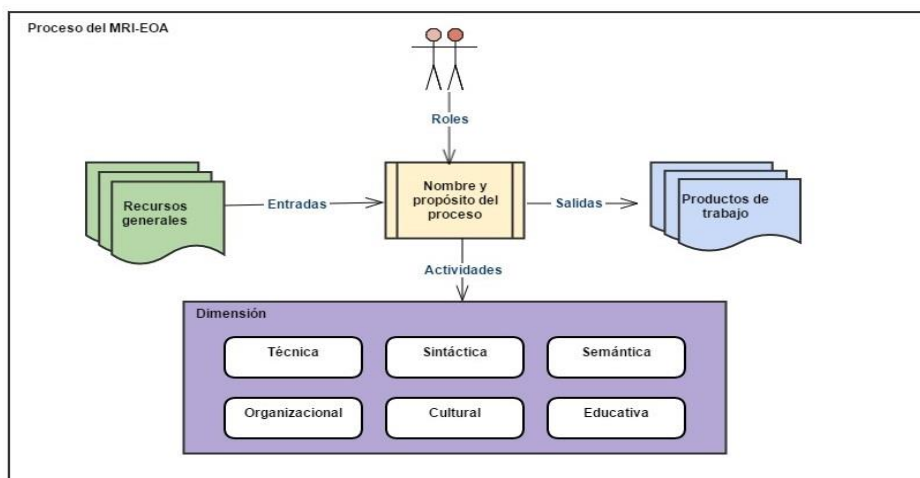 Proceso del MRI-EOA
Roles
Recursos
generales
Entradas
Nombre y
propósito del
proceso
Salidas
Productos de
trabajo
Actividades
Dimensión
Técnica
Sintáctica
Semántica
Organizacional
Cultural
Educativa